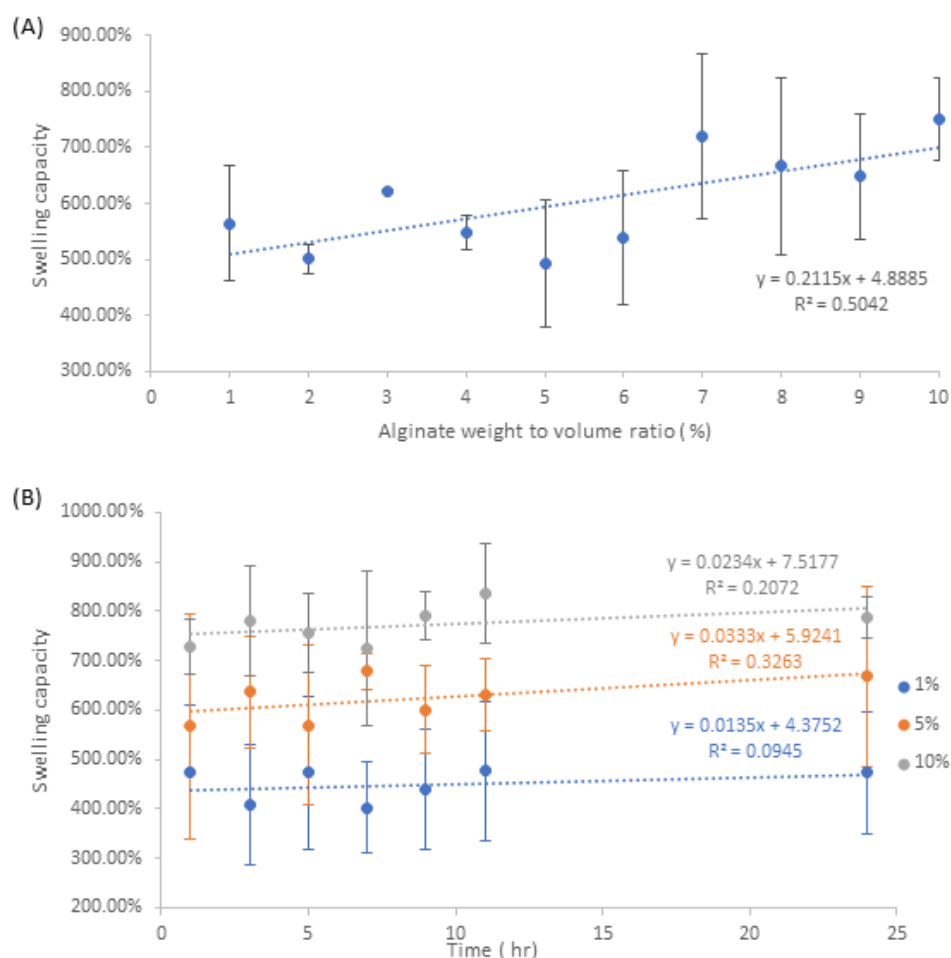 (A)
900.00%
800.00%
700.00%
600.00%
500.00%
400.00%
300.00%
Swelling capacity
y = 0.2115x + 4.8885
R² = 0.5042
0 1 2 3 4 5 6 7 8 9 10
Alginate weight to volume ratio ( %)
(B)
1000.00%
900.00%
800.00%
700.00%
600.00%
500.00%
400.00%
300.00%
200.00%
Swelling capacity
y = 0.0234x + 7.5177
R² = 0.2072
y = 0.0333x + 5.9241
R² = 0.3263
y = 0.0135x + 4.3752
R² = 0.0945
1%
5%
10%
0 5 10 15 20 25
Time ( hr)